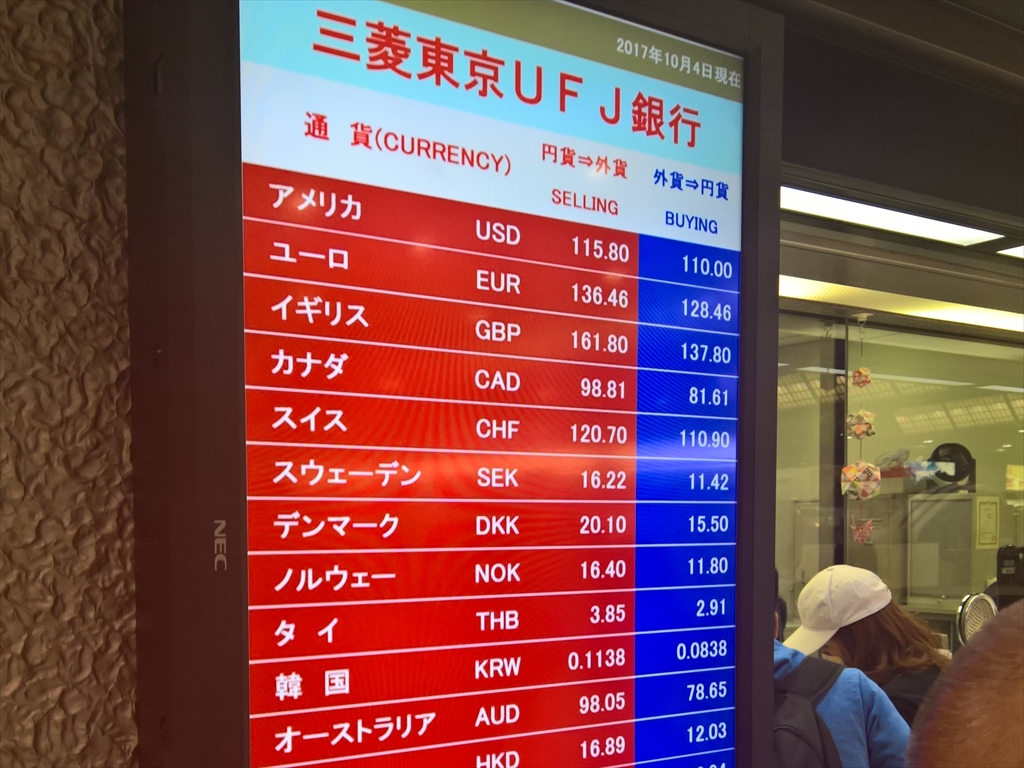 2017年10月4日現在
三菱東京UFJ銀行
通 貨(CURRENCY) 円貨⇒外貨 外貨⇒円貨
SELLING BUYING
アメリカ USD 115.80 110.00
ユーロ EUR 136.46 128.46
イギリス GBP 161.80 137.80
カナダ CAD 98.81 81.61
スイス CHF 120.70 110.90
スウェーデン SEK 16.22 11.42
デンマーク DKK 20.10 15.50
ノルウェー NOK 16.40 11.80
タイ THB 3.85 2.91
韓国 KRW 0.1138 0.0838
オーストラリア AUD 98.05 78.65
HKD 16.89 12.03
NEC